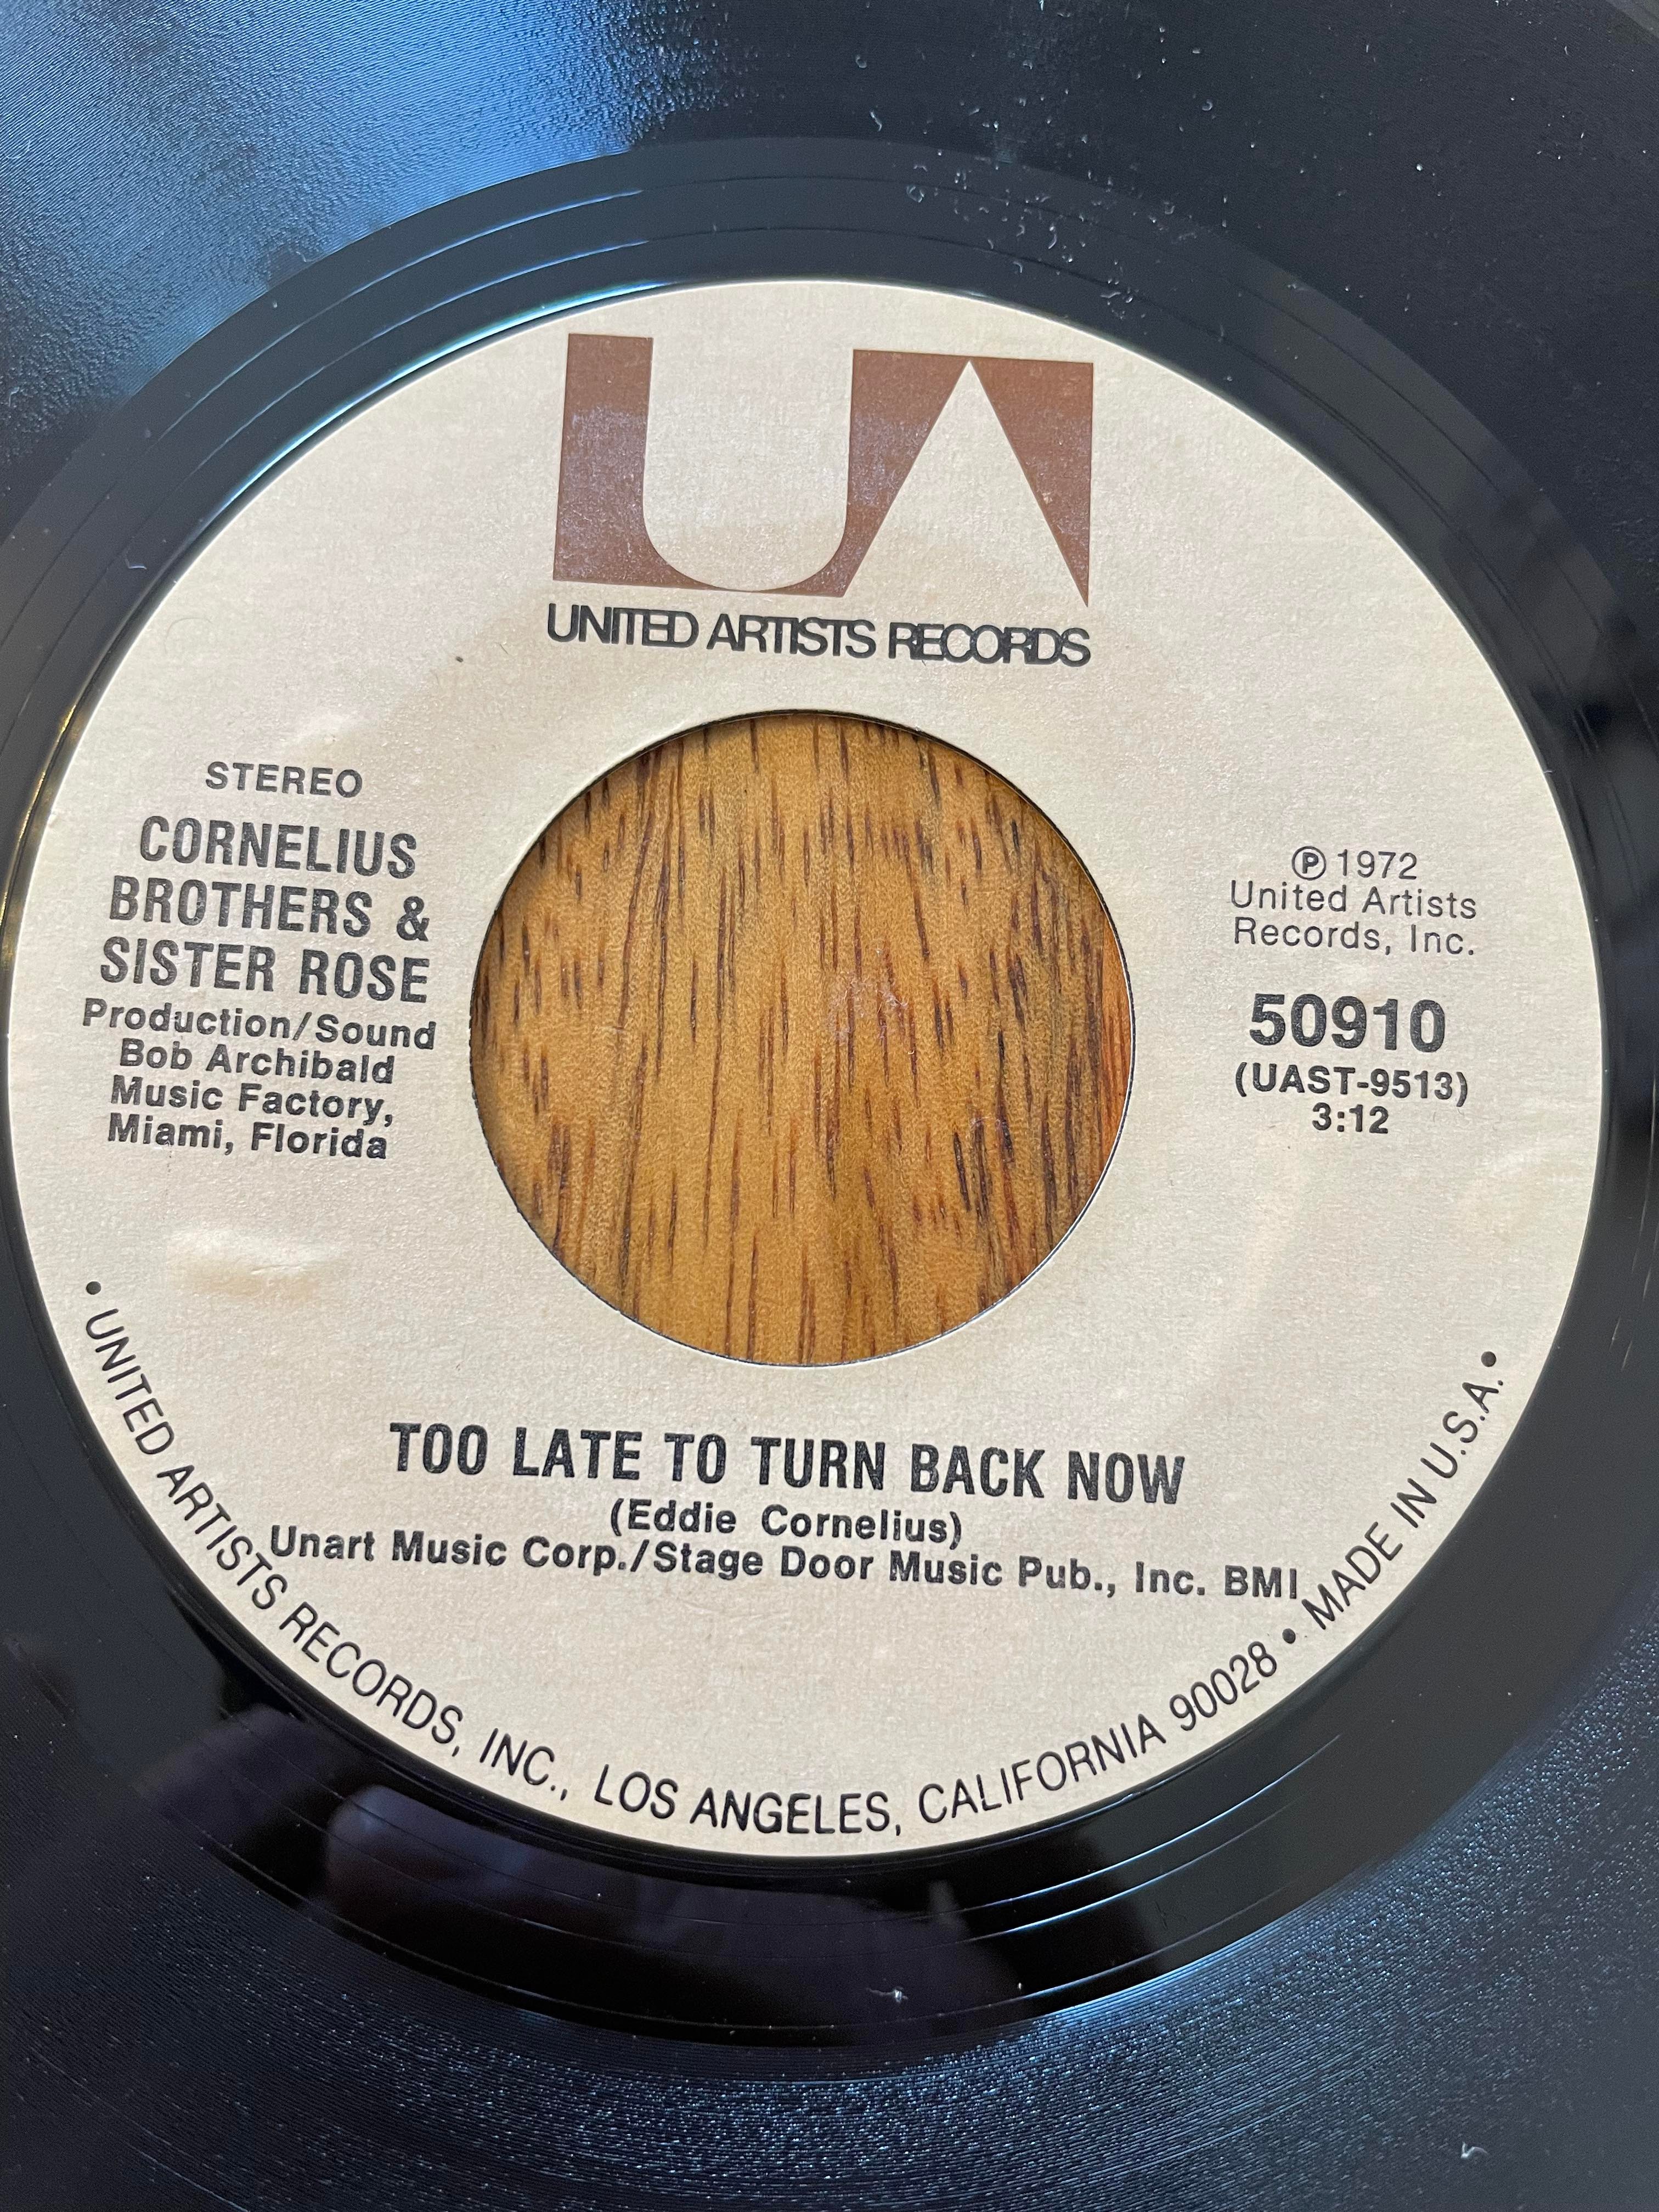 UA
UNITED ARTISTS RECORDS
STEREO
CORNELIUS
BROTHERS &
SISTER ROSE
Production/Sound
Bob Archibald
Music Factory,
Miami, Florida
℗ 1972
United Artists
Records, Inc.
50910
(UAST-9513)
3:12
TOO LATE TO TURN BACK NOW
(Eddie Cornelius)
Unart Music Corp./Stage Door Music Pub., Inc. BMI
• UNITED ARTISTS RECORDS, INC., LOS ANGELES, CALIFORNIA 90028 • MADE IN U.S.A. •